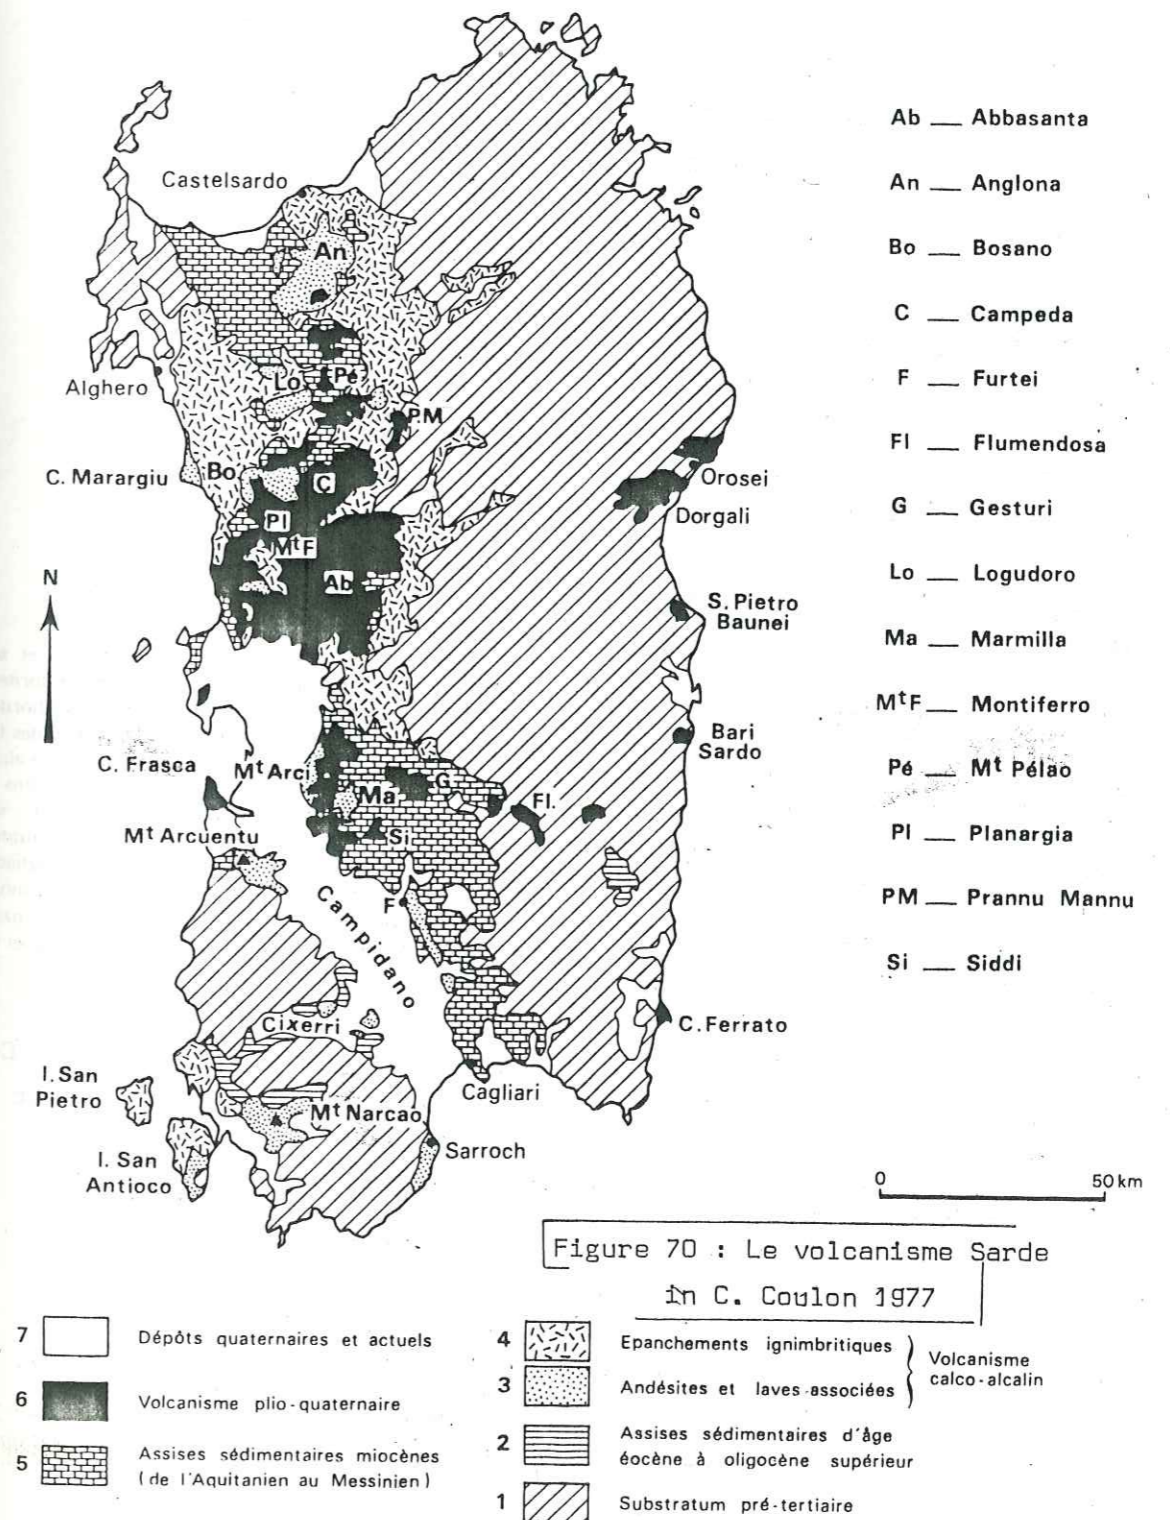 Castelsardo
An
Alghero
Lo
Pé
PM
C. Marargiu
Bo
C
Pl
MtF
Ab
Orosei
Dorgali
N
S. Pietro
Baunei
Bari
Sardo
C. Frasca
Mt Arci
G
Ma
Fl.
Mt Arcuentu
Si
F
Campidano
Cixerri
C. Ferrato
I. San
Pietro
Cagliari
Mt Narcao
I. San
Antioco
Sarroch
Ab — Abbasanta
An — Anglona
Bo — Bosano
C — Campeda
F — Furtei
Fl — Flumendosa
G — Gesturi
Lo — Logudoro
Ma — Marmilla
MtF — Montiferro
Pé — Mt Pélao
Pl — Planargia
PM — Prannu Mannu
Si — Siddi
0 50 km
Figure 70 : Le volcanisme Sarde
in C. Coulon 1977
7 Dépôts quaternaires et actuels
6 Volcanisme plio-quaternaire
5 Assises sédimentaires miocènes
(de l'Aquitanien au Messinien)
4 Epanchements ignimbritiques
3 Andésites et laves associées
Volcanisme
calco-alcalin
2 Assises sédimentaires d'âge
éocène à oligocène supérieur
1 Substratum pré-tertiaire